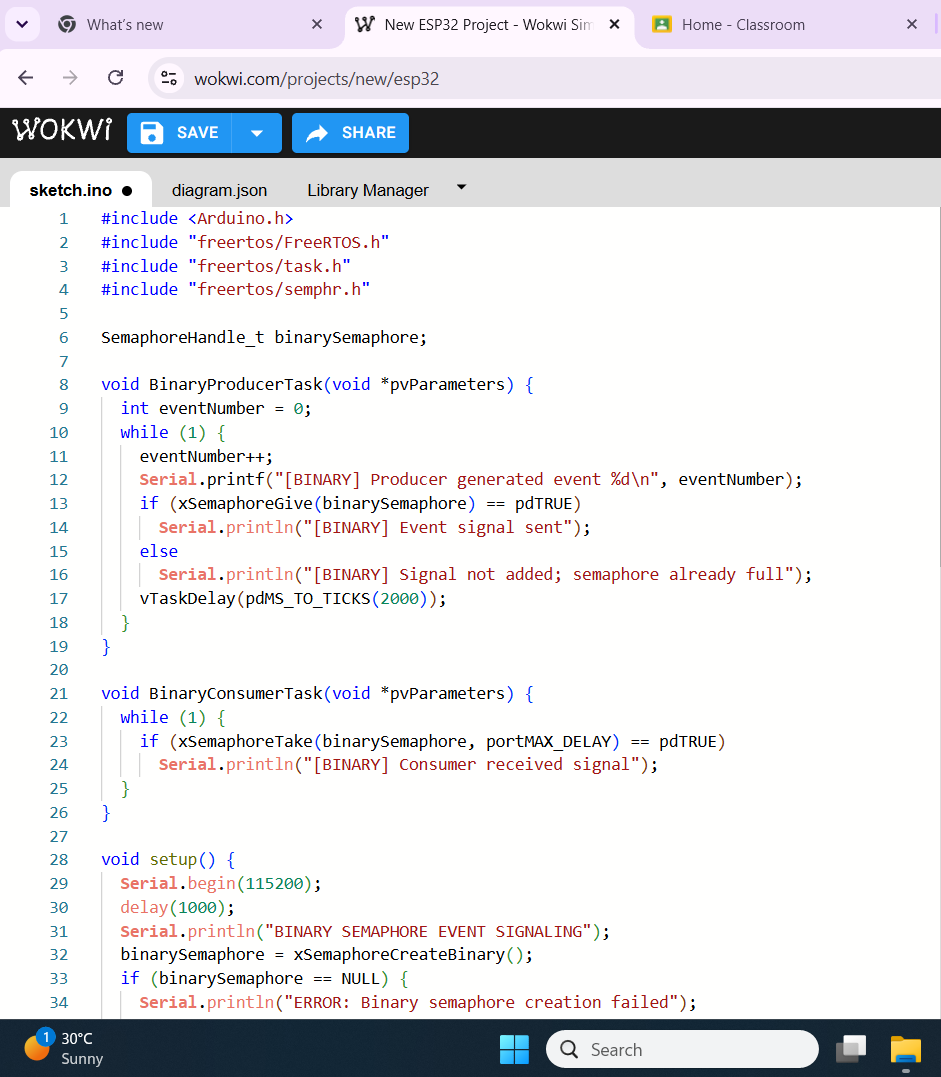 What's new
New ESP32 Project - Wokwi Sim
Home - Classroom
wokwi.com/projects/new/esp32
WOKWI
SAVE
SHARE
sketch.ino ●
diagram.json
Library Manager
1 #include <Arduino.h>
2 #include "freertos/FreeRTOS.h"
3 #include "freertos/task.h"
4 #include "freertos/semphr.h"
5
6 SemaphoreHandle_t binarySemaphore;
7
8 void BinaryProducerTask(void *pvParameters) {
9   int eventNumber = 0;
10   while (1) {
11     eventNumber++;
12     Serial.printf("[BINARY] Producer generated event %d\n", eventNumber);
13     if (xSemaphoreGive(binarySemaphore) == pdTRUE)
14       Serial.println("[BINARY] Event signal sent");
15     else
16       Serial.println("[BINARY] Signal not added; semaphore already full");
17     vTaskDelay(pdMS_TO_TICKS(2000));
18   }
19 }
20
21 void BinaryConsumerTask(void *pvParameters) {
22   while (1) {
23     if (xSemaphoreTake(binarySemaphore, portMAX_DELAY) == pdTRUE)
24       Serial.println("[BINARY] Consumer received signal");
25   }
26 }
27
28 void setup() {
29   Serial.begin(115200);
30   delay(1000);
31   Serial.println("BINARY SEMAPHORE EVENT SIGNALING");
32   binarySemaphore = xSemaphoreCreateBinary();
33   if (binarySemaphore == NULL) {
34     Serial.println("ERROR: Binary semaphore creation failed");
1
30°C
Sunny
Search